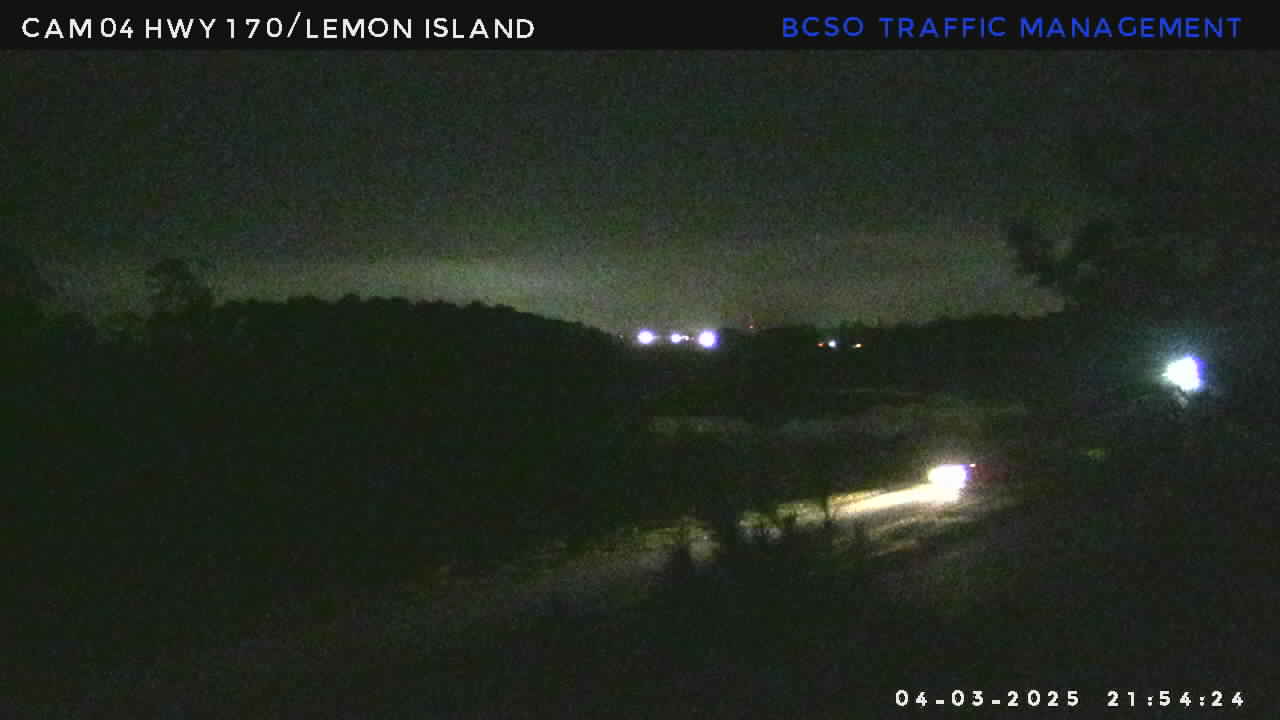 CAM04 HWY 170/LEMON ISLAND
BCSO TRAFFIC MANAGEMENT
04-03-2025 21:54:24